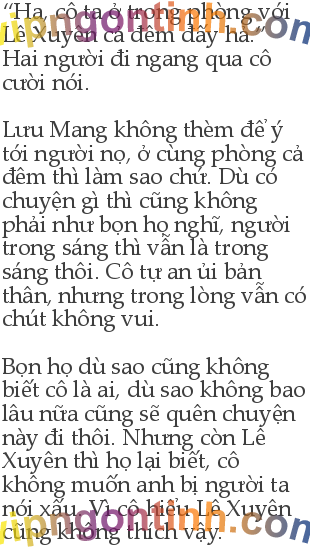 “Ha, cô ta ở trong phòng với
Lê Xuyên cả đêm đấy hả.”
Hai người đi ngang qua cô
cười nói.
Lưu Mang không thèm để ý
tới người nọ, ở cùng phòng cả
đêm thì làm sao chứ. Dù có
chuyện gì thì cũng không
phải như bọn họ nghĩ, người
trong sáng thì vẫn là trong
sáng thôi. Cô tự an ủi bản
thân, nhưng trong lòng vẫn có
chút không vui.
Bọn họ dù sao cũng không
biết cô là ai, dù sao không bao
lâu nữa cũng sẽ quên chuyện
này đi thôi. Nhưng còn Lê
Xuyên thì họ lại biết, cô
không muốn anh bị người ta
nói xấu. Vì cô hiểu Lê Xuyên
cũng không thích vậy.
vipngontinh.com
vipngontinh.com